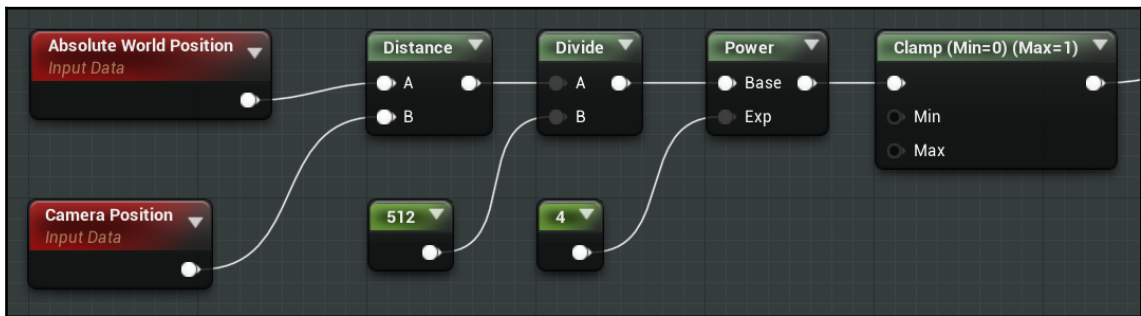 Absolute World Position
Input Data
Distance
A
B
Divide
A
B
Power
Base
Exp
Clamp (Min=0) (Max=1)
Min
Max
Camera Position
Input Data
512
4